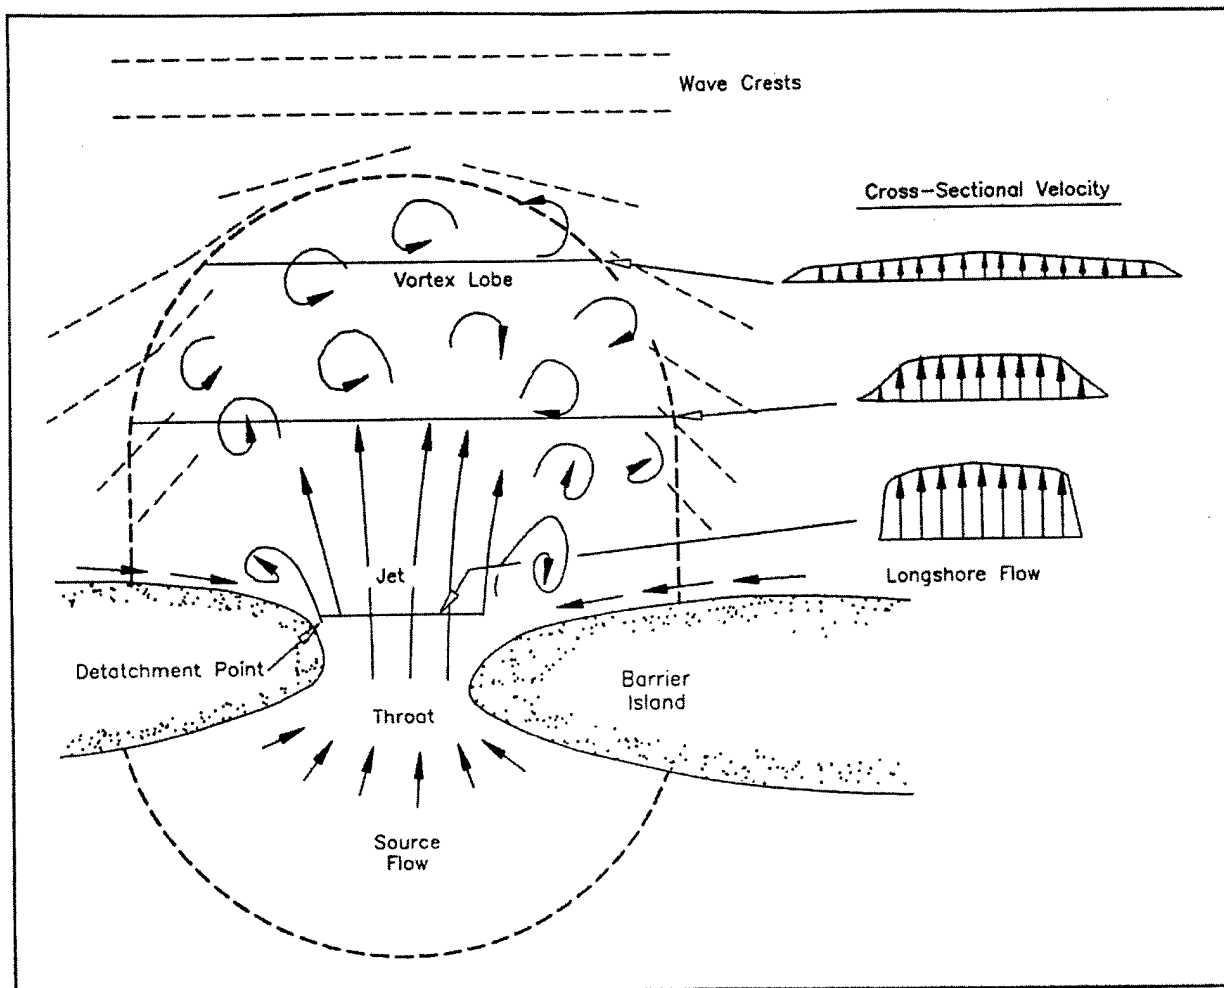 Wave Crests
Cross-Sectional Velocity
Vortex Lobe
Jet
Longshore Flow
Detatchment Point
Barrier
Island
Throat
Source
Flow